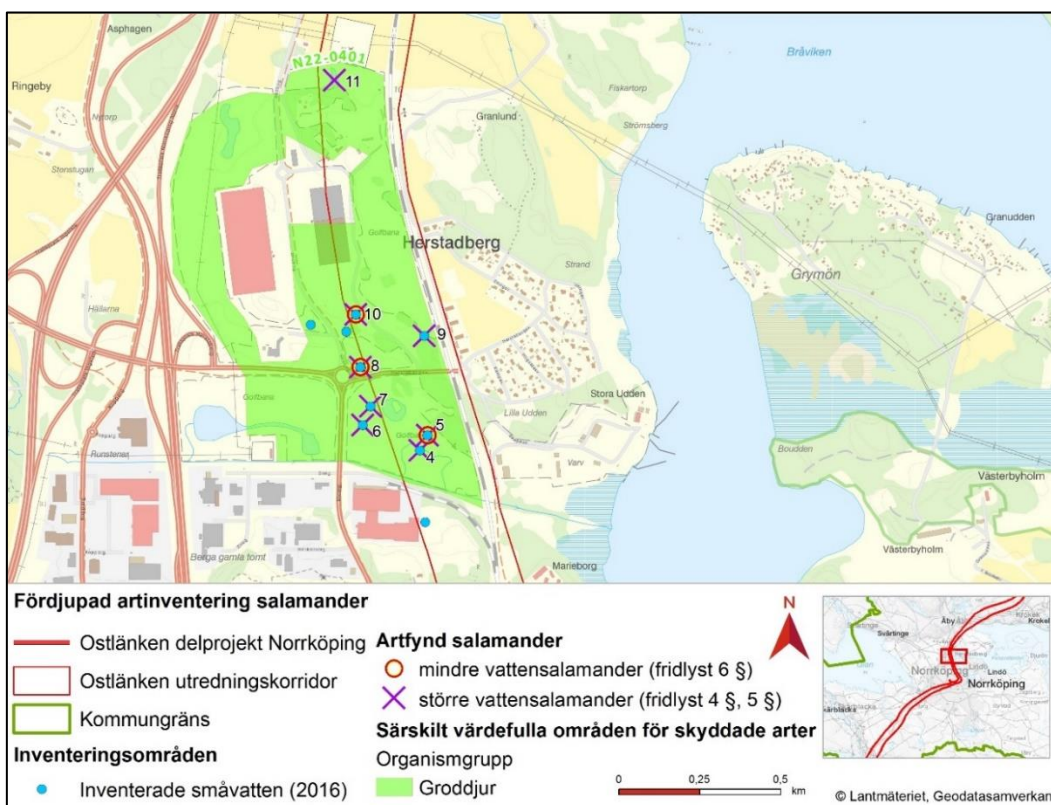 Asphagen
Bråviken
N22-0401
Ringeby
11
Fiskartorp
Nytorp
Granlund
Strömsberg
Stenstugan
Granudden
Golfbana
Herstadberg
Strand
Grymön
Hällarna
10
9
8
Stora Udden
7
Golfbana
Lille Udden
5
6
4
Runstenen
Varv
Boudden
Västerbyholm
Berga gamla tomt
Västerbyholm
Marieborg
Fördjupad artinventering salamander
Ostlänken delprojekt Norrköping
Ostlänken utredningskorridor
Kommungräns
Inventeringsområden
Inventerade småvatten (2016)
Artfynd salamander
mindre vattensalamander (fridlyst 6 §)
större vattensalamander (fridlyst 4 §, 5 §)
Särskilt värdefulla områden för skyddade arter
Organismgrupp
Groddjur
N
0 0,25 0,5
km
Svärtinge
Åby
Krokek
Lindö
Norrköping
Norrköping
© Lantmäteriet, Geodatasamverkan